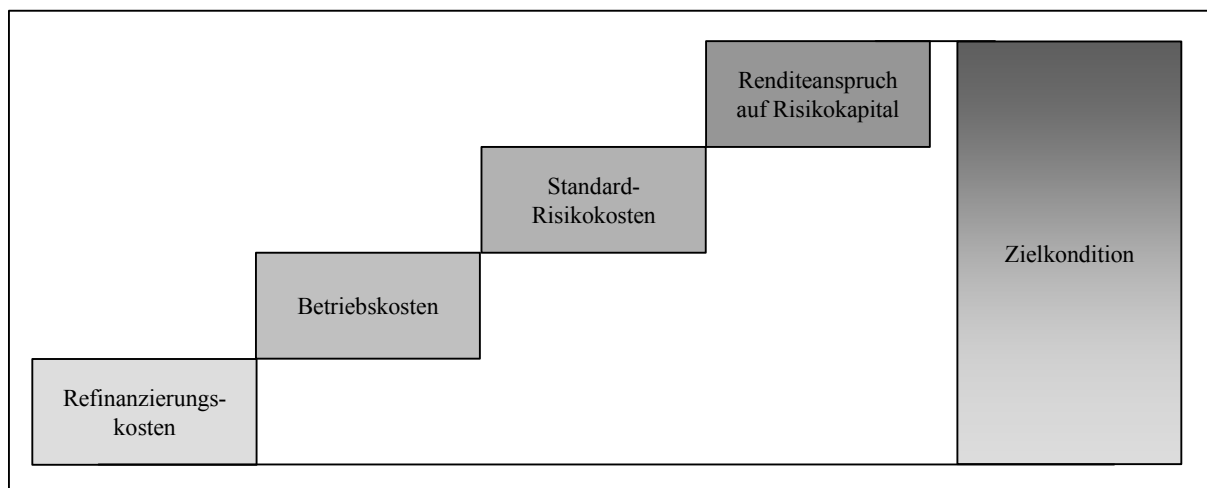 Renditeanspruch
auf Risikokapital
Standard-
Risikokosten
Zielkondition
Betriebskosten
Refinanzierungs-
kosten